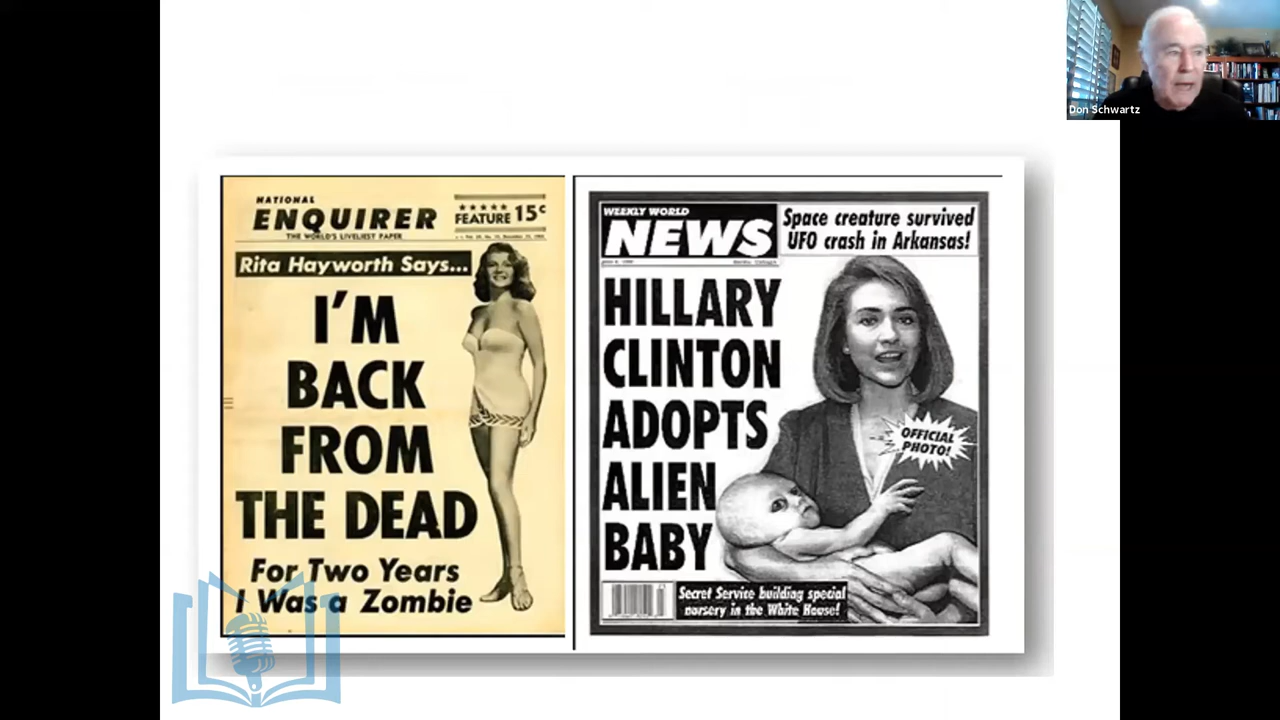 Don Schwartz
NATIONAL
ENQUIRER
THE WORLD'S LIVELIEST PAPER
FEATURE 15¢
Rita Hayworth Says...
I'M
BACK
FROM
THE DEAD
For Two Years
I Was a Zombie
WEEKLY WORLD
NEWS
Space creature survived
UFO crash in Arkansas!
HILLARY
CLINTON
ADOPTS
ALIEN
BABY
OFFICIAL
PHOTO!
Secret Service building special
nursery in the White House!